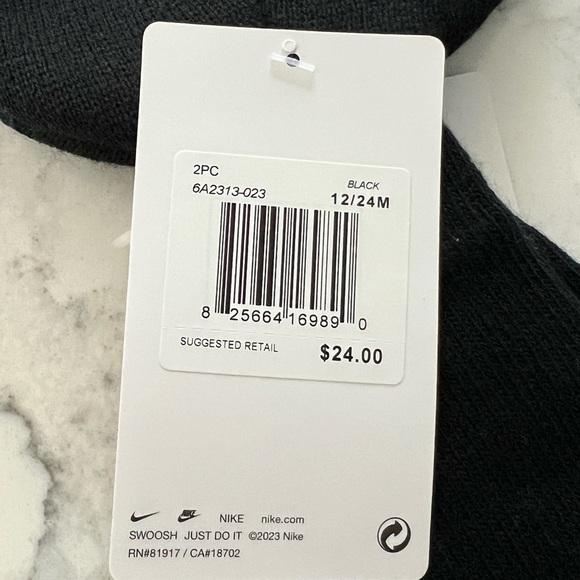 2PC
6A2313-023 BLACK
12/24M
8 25664 16989 0
SUGGESTED RETAIL $24.00
NIKE nike.com
SWOOSH JUST DO IT ©2023 Nike
RN#81917 / CA#18702